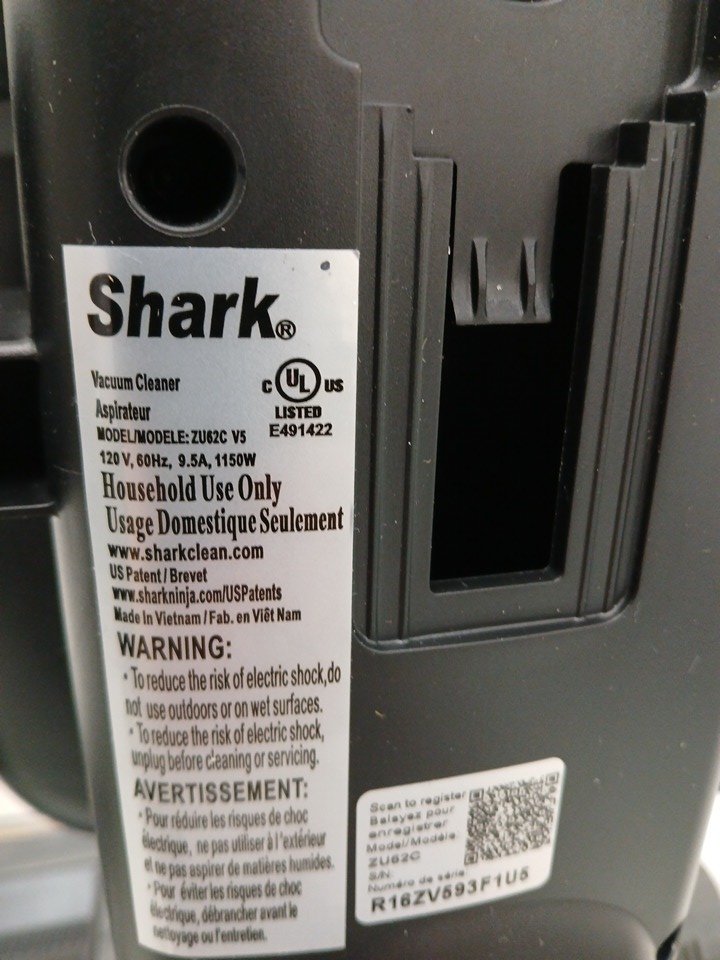 Shark®
Vacuum Cleaner
Aspirateur
C UL US
LISTED
E491422
MODEL/MODELE: ZU62C V5
120 V, 60Hz, 9.5A, 1150W
Household Use Only
Usage Domestique Seulement
www.sharkclean.com
US Patent / Brevet
www.sharkninja.com/USPatents
Made in Vietnam / Fab. en Viêt Nam
WARNING:
• To reduce the risk of electric shock, do
not use outdoors or on wet surfaces.
• To reduce the risk of electric shock,
unplug before cleaning or servicing.
AVERTISSEMENT:
• Pour réduire les risques de choc
électrique, ne pas utiliser à l'extérieur
et ne pas aspirer de matières humides.
• Pour éviter les risques de choc
électrique, débrancher avant le
nettoyage ou l'entretien.
Scan to register
Balayez pour
enregistrer
Model/Modèle:
ZU62C
S/N:
Numéro de série
R16ZV593F1U5